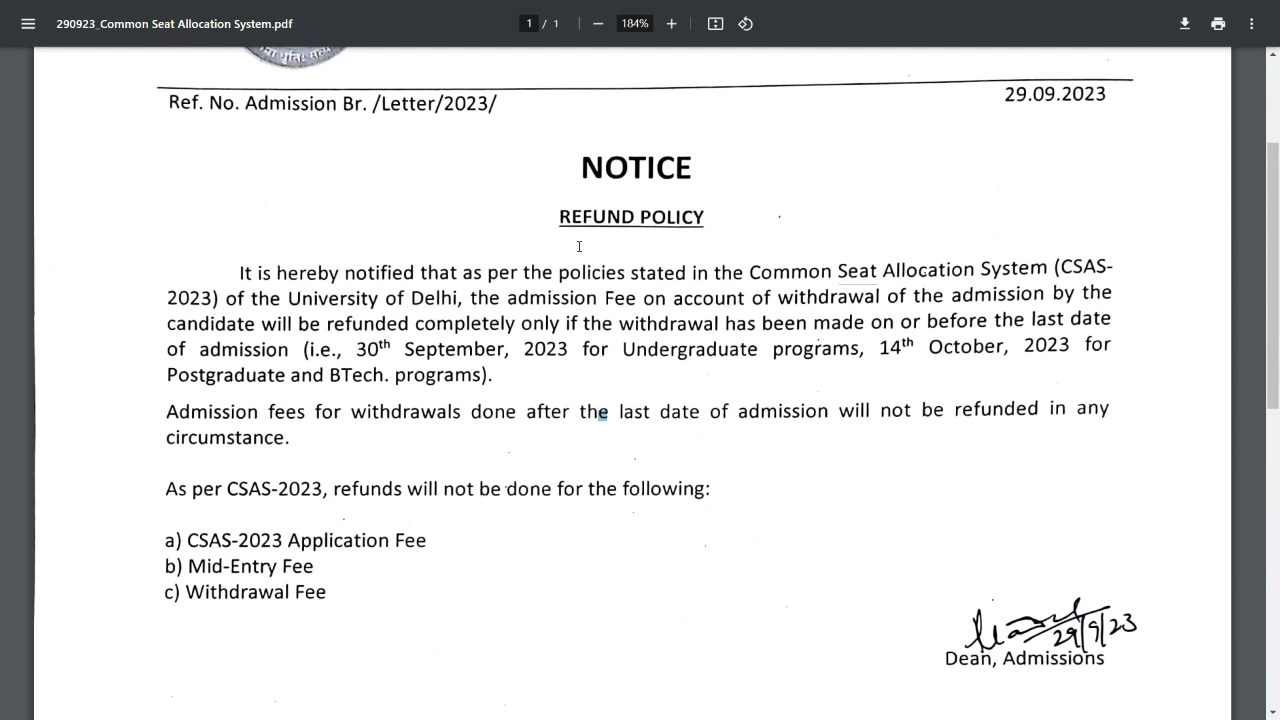 290923_Common Seat Allocation System.pdf
1 / 1
184%
Ref. No. Admission Br. /Letter/2023/
29.09.2023
NOTICE
REFUND POLICY
It is hereby notified that as per the policies stated in the Common Seat Allocation System (CSAS-
2023) of the University of Delhi, the admission Fee on account of withdrawal of the admission by the
candidate will be refunded completely only if the withdrawal has been made on or before the last date
of admission (i.e., 30th September, 2023 for Undergraduate programs, 14th October, 2023 for
Postgraduate and BTech. programs).
Admission fees for withdrawals done after the last date of admission will not be refunded in any
circumstance.
As per CSAS-2023, refunds will not be done for the following:
a) CSAS-2023 Application Fee
b) Mid-Entry Fee
c) Withdrawal Fee
29/9/23
Dean, Admissions